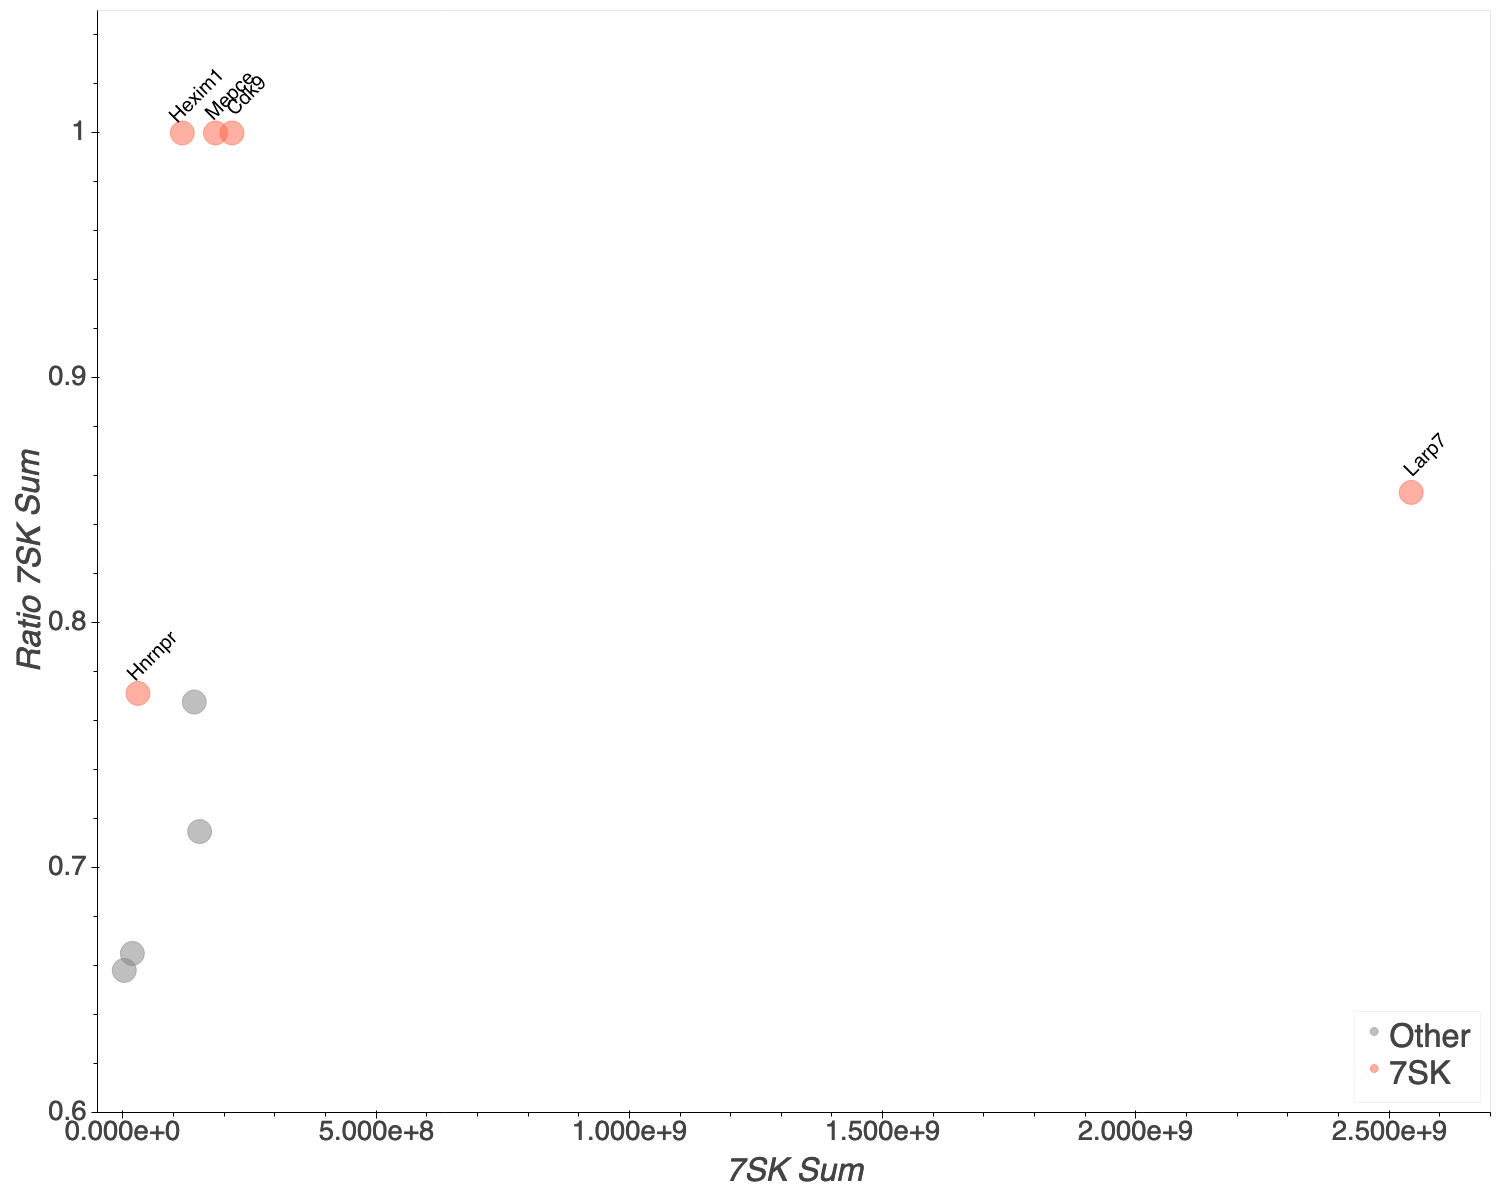 Hexim1
Mepce
Cdk9
1
0.9
Larp7
Ratio 7SK Sum
0.8
Hnrnpr
0.7
0.6
Other
7SK
0.000e+0 5.000e+8 1.000e+9 1.500e+9 2.000e+9 2.500e+9
7SK Sum